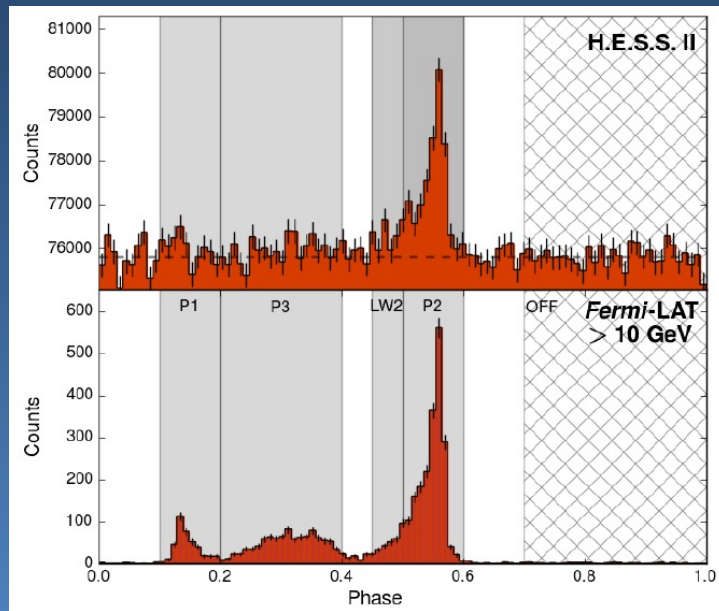 81000
80000
79000
78000
77000
76000
Counts
H.E.S.S. II
P1 P3 LW2 P2 OFF
Fermi-LAT
> 10 GeV
600
500
400
300
200
100
0
Counts
0.0 0.2 0.4 0.6 0.8 1.0
Phase